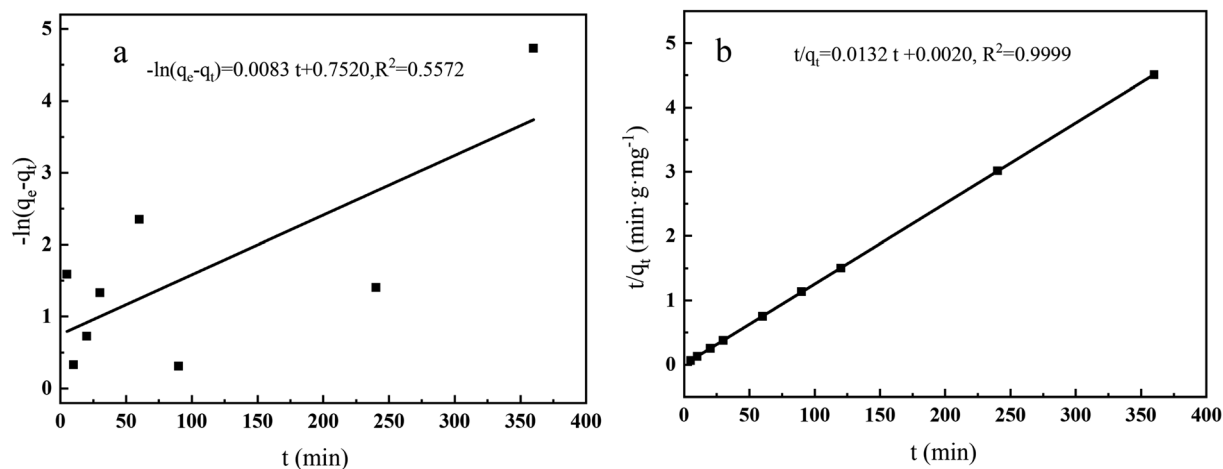 a
-ln(qe-qt)=0.0083 t+0.7520,R2=0.5572
5
4
3
2
1
0
-ln(qe-qt)
0 50 100 150 200 250 300 350 400
t (min)
b
t/qt=0.0132 t +0.0020, R2=0.9999
5
4
3
2
1
0
t/qt (min·g·mg-1)
0 50 100 150 200 250 300 350 400
t (min)